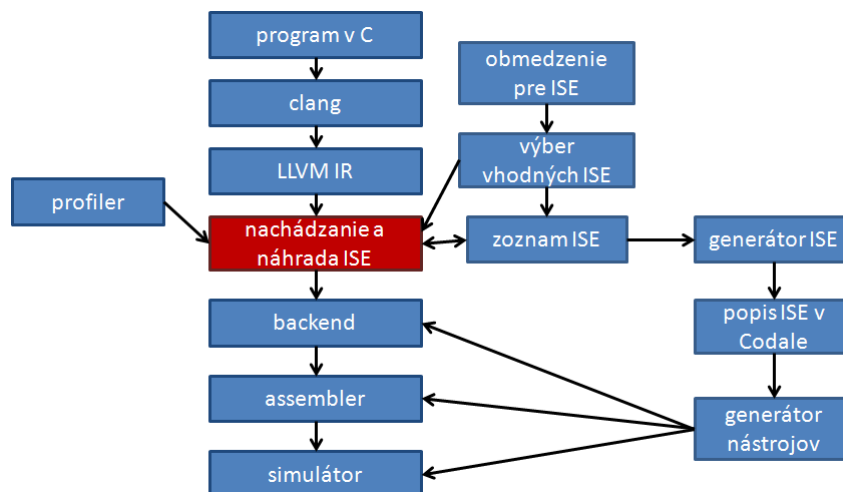 program v C
obmedzenie
pre ISE
clang
výber
vhodných ISE
LLVM IR
profiler
nachádzanie a
náhrada ISE
zoznam ISE
generátor ISE
backend
popis ISE v
Codale
assembler
generátor
nástrojov
simulátor